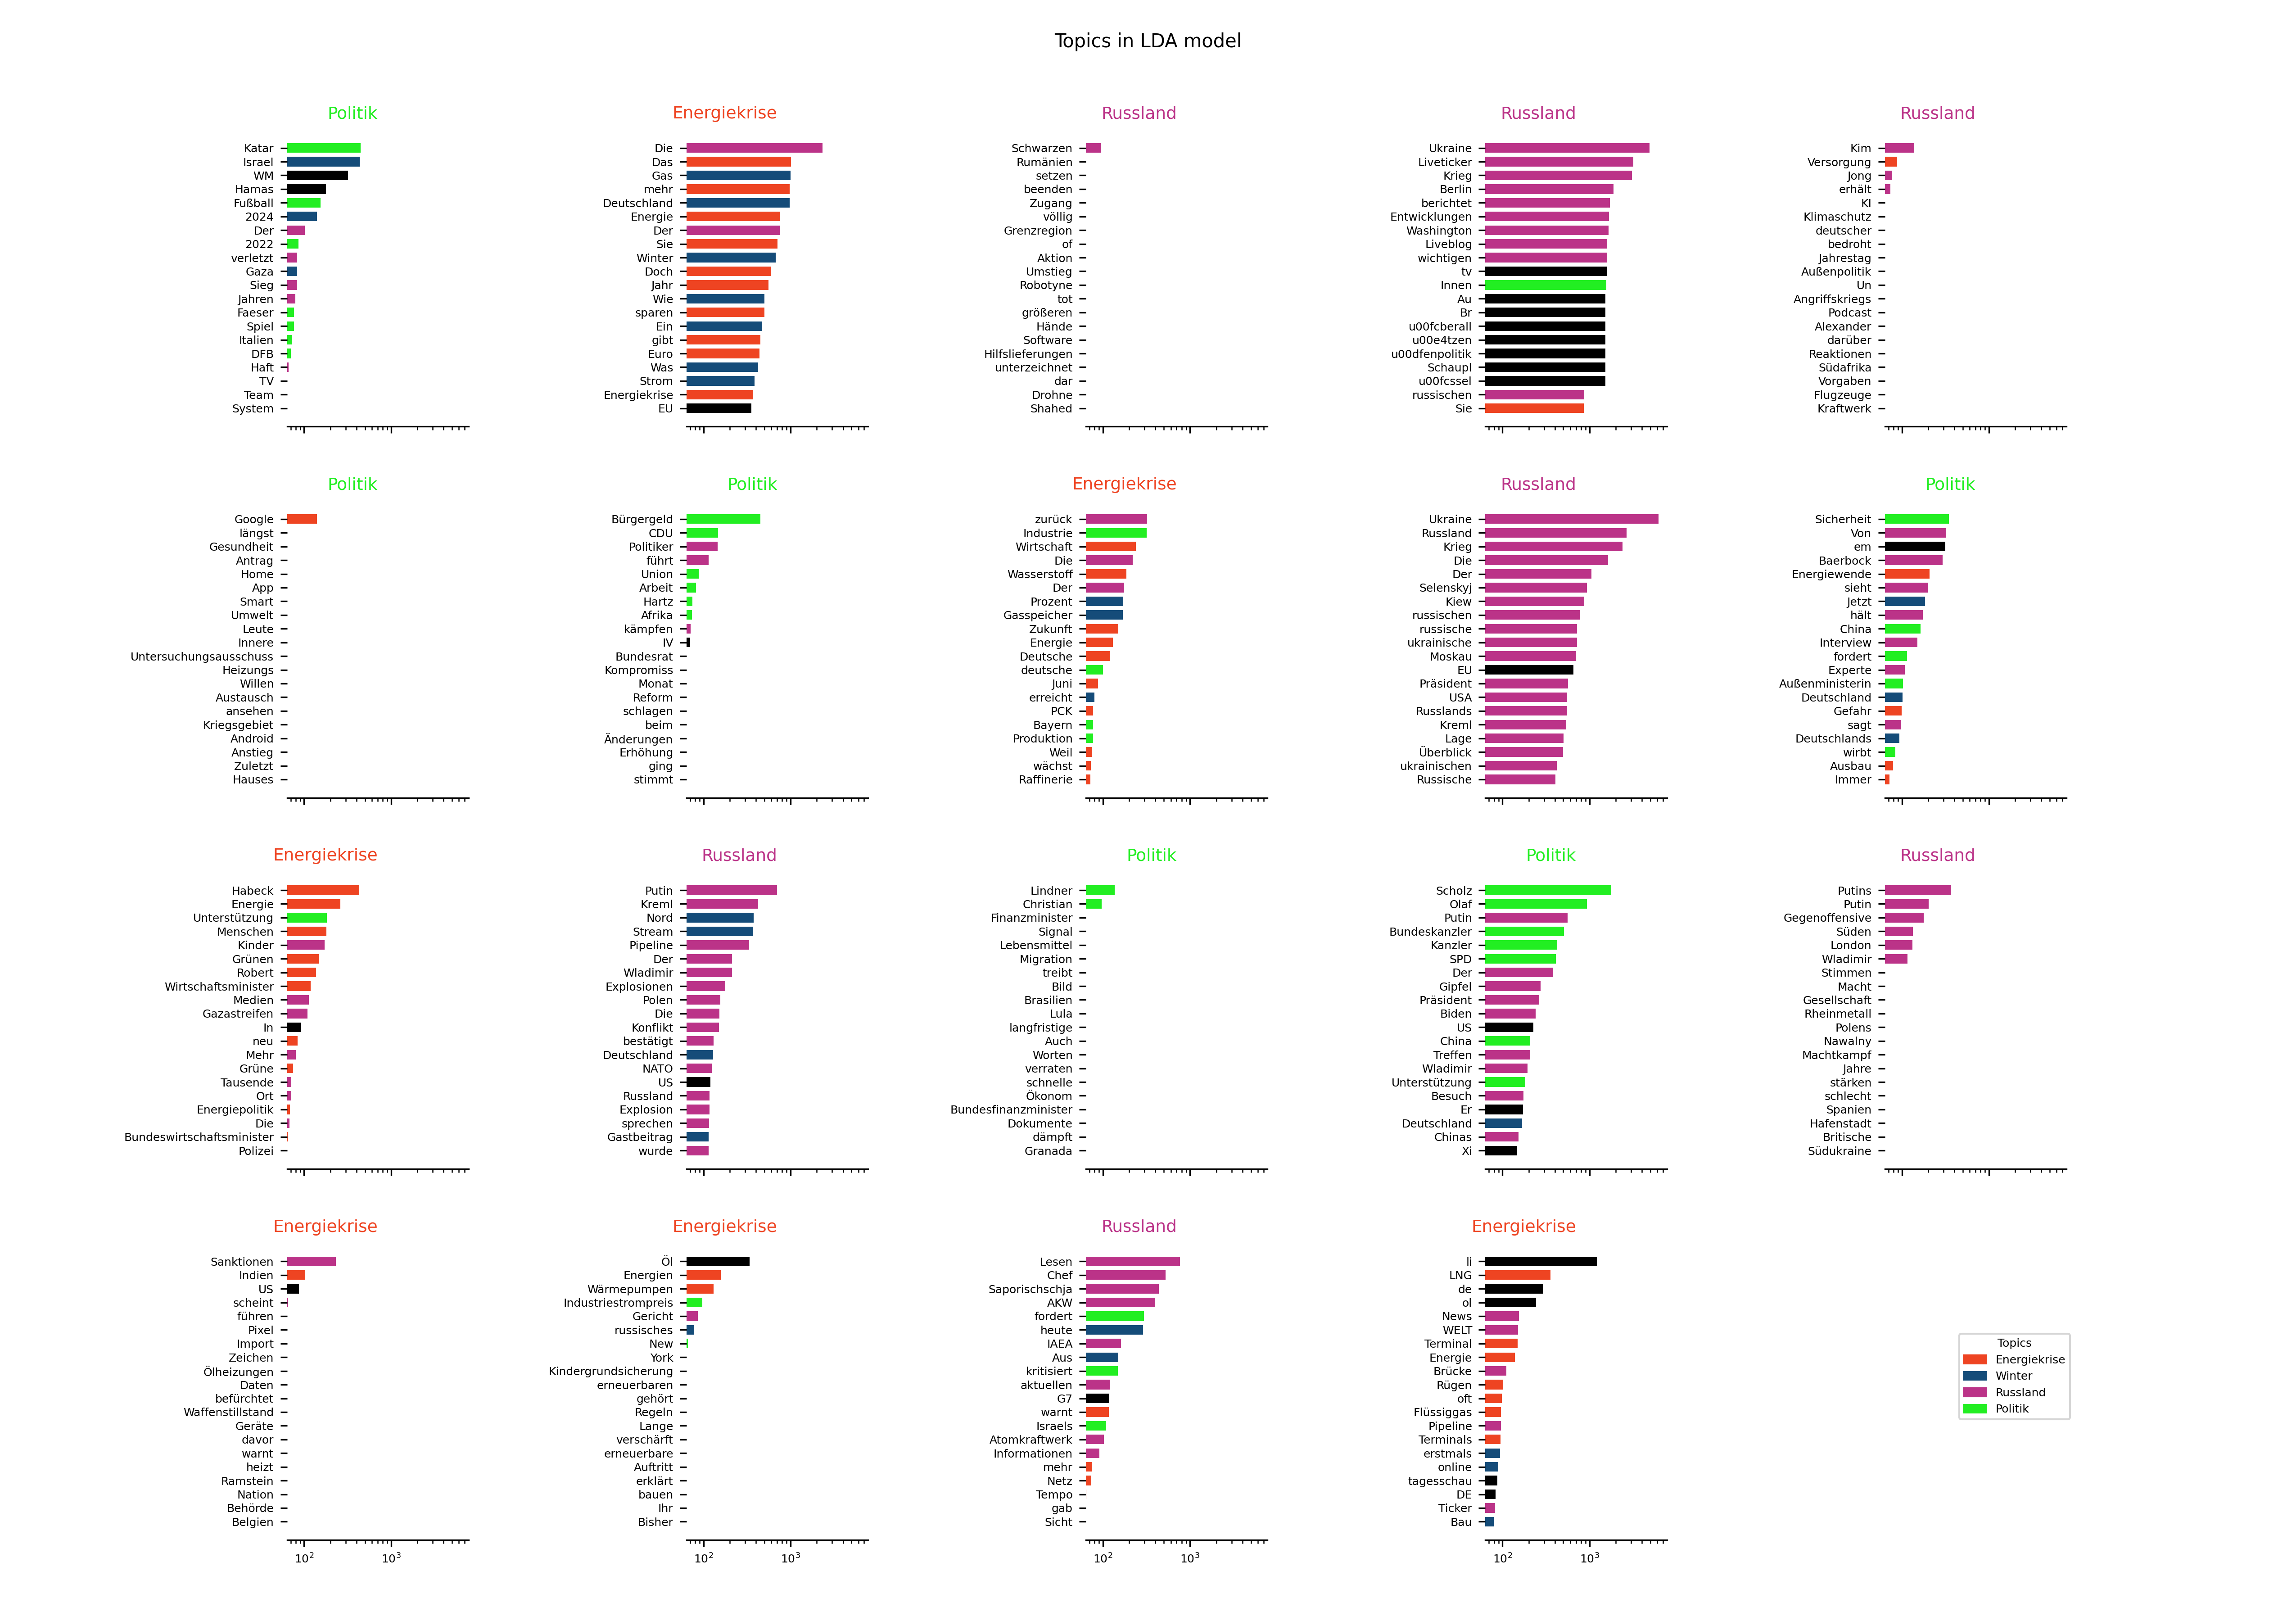 Topics in LDA model
Politik
Katar
Israel
WM
Hamas
Fußball
2024
Der
2022
verletzt
Gaza
Sieg
Jahren
Faeser
Spiel
Italien
DFB
Haft
TV
Team
System
Energiekrise
Die
Das
Gas
mehr
Deutschland
Energie
Der
Sie
Winter
Doch
Jahr
Wie
sparen
Ein
gibt
Euro
Was
Strom
Energiekrise
EU
Russland
Schwarzen
Rumänien
setzen
beenden
Zugang
völlig
Grenzregion
of
Aktion
Umstieg
Robotyne
tot
größeren
Hände
Software
Hilfslieferungen
unterzeichnet
dar
Drohne
Shahed
Russland
Ukraine
Liveticker
Krieg
Berlin
berichtet
Entwicklungen
Washington
Liveblog
wichtigen
tv
Innen
Au
Br
u00fcberall
u00e4tzen
u00dfenpolitik
Schaupl
u00fcssel
russischen
Sie
Russland
Kim
Versorgung
Jong
erhält
KI
Klimaschutz
deutscher
bedroht
Jahrestag
Außenpolitik
Un
Angriffskriegs
Podcast
Alexander
darüber
Reaktionen
Südafrika
Vorgaben
Flugzeuge
Kraftwerk
Politik
Google
längst
Gesundheit
Antrag
Home
App
Smart
Umwelt
Leute
Innere
Untersuchungsausschuss
Heizungs
Willen
Austausch
ansehen
Kriegsgebiet
Android
Anstieg
Zuletzt
Hauses
Politik
Bürgergeld
CDU
Politiker
führt
Union
Arbeit
Hartz
Afrika
kämpfen
IV
Bundesrat
Kompromiss
Monat
Reform
schlagen
beim
Änderungen
Erhöhung
ging
stimmt
Energiekrise
zurück
Industrie
Wirtschaft
Die
Wasserstoff
Der
Prozent
Gasspeicher
Zukunft
Energie
Deutsche
deutsche
Juni
erreicht
PCK
Bayern
Produktion
Weil
wächst
Raffinerie
Russland
Ukraine
Russland
Krieg
Die
Der
Selenskyj
Kiew
russischen
russische
ukrainische
Moskau
EU
Präsident
USA
Russlands
Kreml
Lage
Überblick
ukrainischen
Russische
Politik
Sicherheit
Von
em
Baerbock
Energiewende
sieht
Jetzt
hält
China
Interview
fordert
Experte
Außenministerin
Deutschland
Gefahr
sagt
Deutschlands
wirbt
Ausbau
Immer
Energiekrise
Habeck
Energie
Unterstützung
Menschen
Kinder
Grünen
Robert
Wirtschaftsminister
Medien
Gazastreifen
In
neu
Mehr
Grüne
Tausende
Ort
Energiepolitik
Die
Bundeswirtschaftsminister
Polizei
Russland
Putin
Kreml
Nord
Stream
Pipeline
Der
Wladimir
Explosionen
Polen
Die
Konflikt
bestätigt
Deutschland
NATO
US
Russland
Explosion
sprechen
Gastbeitrag
wurde
Politik
Lindner
Christian
Finanzminister
Signal
Lebensmittel
Migration
treibt
Bild
Brasilien
Lula
langfristige
Auch
Worten
verraten
schnelle
Ökonom
Bundesfinanzminister
Dokumente
dämpft
Granada
Politik
Scholz
Olaf
Putin
Bundeskanzler
Kanzler
SPD
Der
Gipfel
Präsident
Biden
US
China
Treffen
Wladimir
Unterstützung
Besuch
Er
Deutschland
Chinas
Xi
Russland
Putins
Putin
Gegenoffensive
Süden
London
Wladimir
Stimmen
Macht
Gesellschaft
Rheinmetall
Polens
Nawalny
Machtkampf
Jahre
stärken
schlecht
Spanien
Hafenstadt
Britische
Südukraine
Energiekrise
Sanktionen
Indien
US
scheint
führen
Pixel
Import
Zeichen
Ölheizungen
Daten
befürchtet
Waffenstillstand
Geräte
davor
warnt
heizt
Ramstein
Nation
Behörde
Belgien
10² 10³
Energiekrise
Öl
Energien
Wärmepumpen
Industriestrompreis
Gericht
russisches
New
York
Kindergrundsicherung
erneuerbaren
gehört
Regeln
Lange
verschärft
erneuerbare
Auftritt
erklärt
bauen
Ihr
Bisher
10² 10³
Russland
Lesen
Chef
Saporischschja
AKW
fordert
heute
IAEA
Aus
kritisiert
aktuellen
G7
warnt
Israels
Atomkraftwerk
Informationen
mehr
Netz
Tempo
gab
Sicht
10² 10³
Energiekrise
li
LNG
de
ol
News
WELT
Terminal
Energie
Brücke
Rügen
oft
Flüssiggas
Pipeline
Terminals
erstmals
online
tagesschau
DE
Ticker
Bau
10² 10³
Topics
Energiekrise
Winter
Russland
Politik